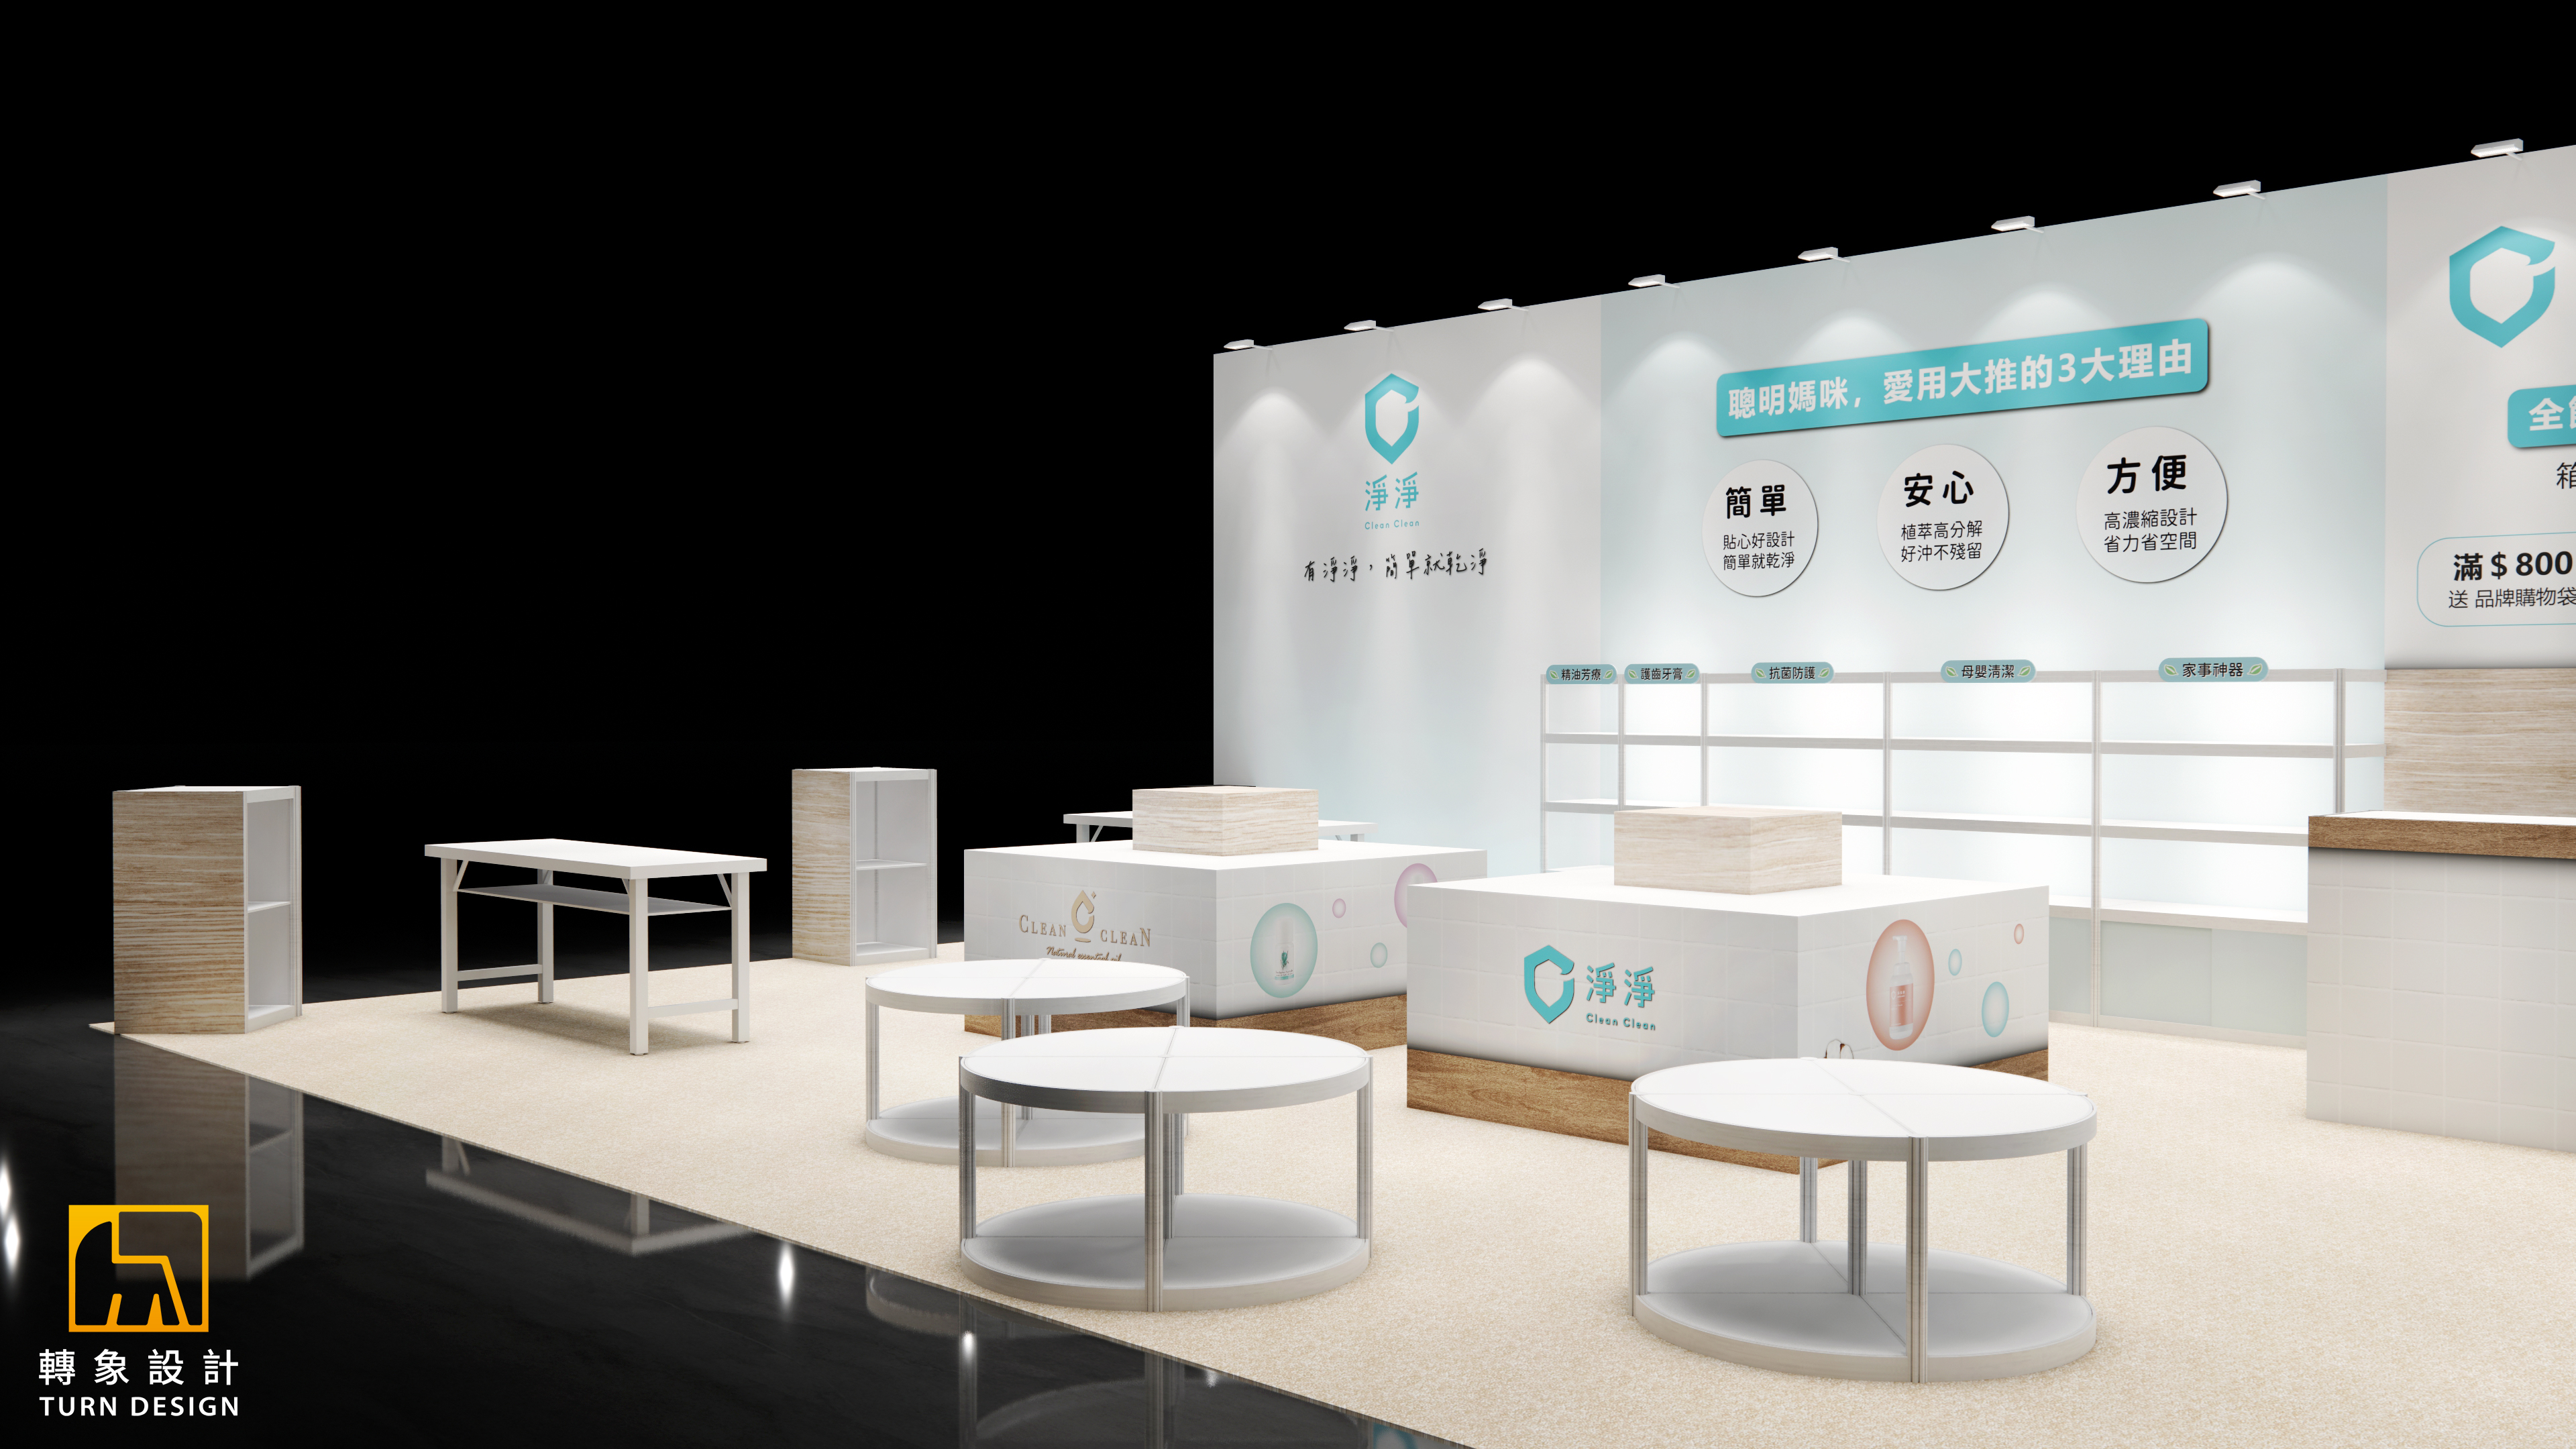 淨淨
Clean Clean
有淨淨，簡單就乾淨
聰明媽咪，愛用大推的3大理由
簡單
貼心好設計
簡單就乾淨
安心
植萃高分解
好沖不殘留
方便
高濃縮設計
省力省空間
全
箱
滿$800
送 品牌購物袋
精油芳療
護齒牙膏
抗菌防護
母嬰清潔
家事神器
CLEAN CLEAN
Natural essential oil
淨淨
Clean Clean
轉象設計
TURN DESIGN